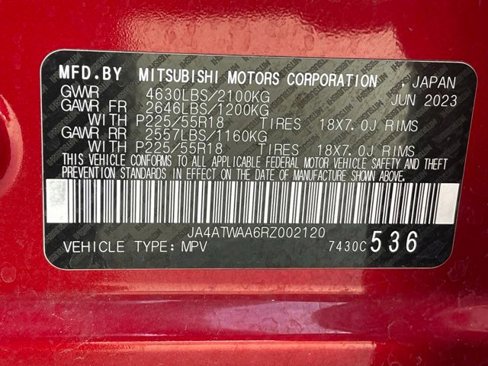 MFD.BY MITSUBISHI MOTORS CORPORATION , JAPAN
GVWR 4630LBS/2100KG JUN 2023
GAWR FR 2646LBS/1200KG
WITH P225/55R18 TIRES 18X7.0J RIMS
GAWR RR 2557LBS/1160KG
WITH P225/55R18 TIRES 18X7.0J RIMS
THIS VEHICLE CONFORMS TO ALL APPLICABLE FEDERAL MOTOR VEHICLE SAFETY AND THEFT
PREVENTION STANDARDS IN EFFECT ON THE DATE OF MANUFACTURE SHOWN ABOVE.
JA4ATWAA6RZ002120
VEHICLE TYPE: MPV 7430C536